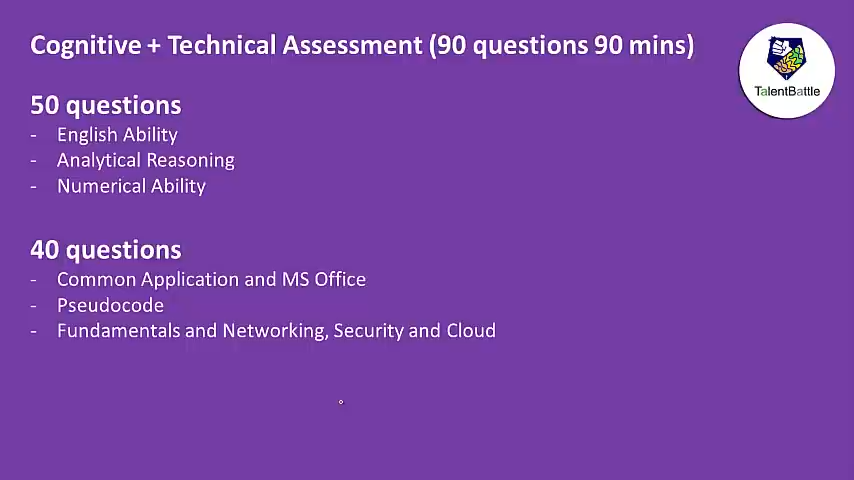 Cognitive + Technical Assessment (90 questions 90 mins)
TalentBattle
50 questions
- English Ability
- Analytical Reasoning
- Numerical Ability
40 questions
- Common Application and MS Office
- Pseudocode
- Fundamentals and Networking, Security and Cloud